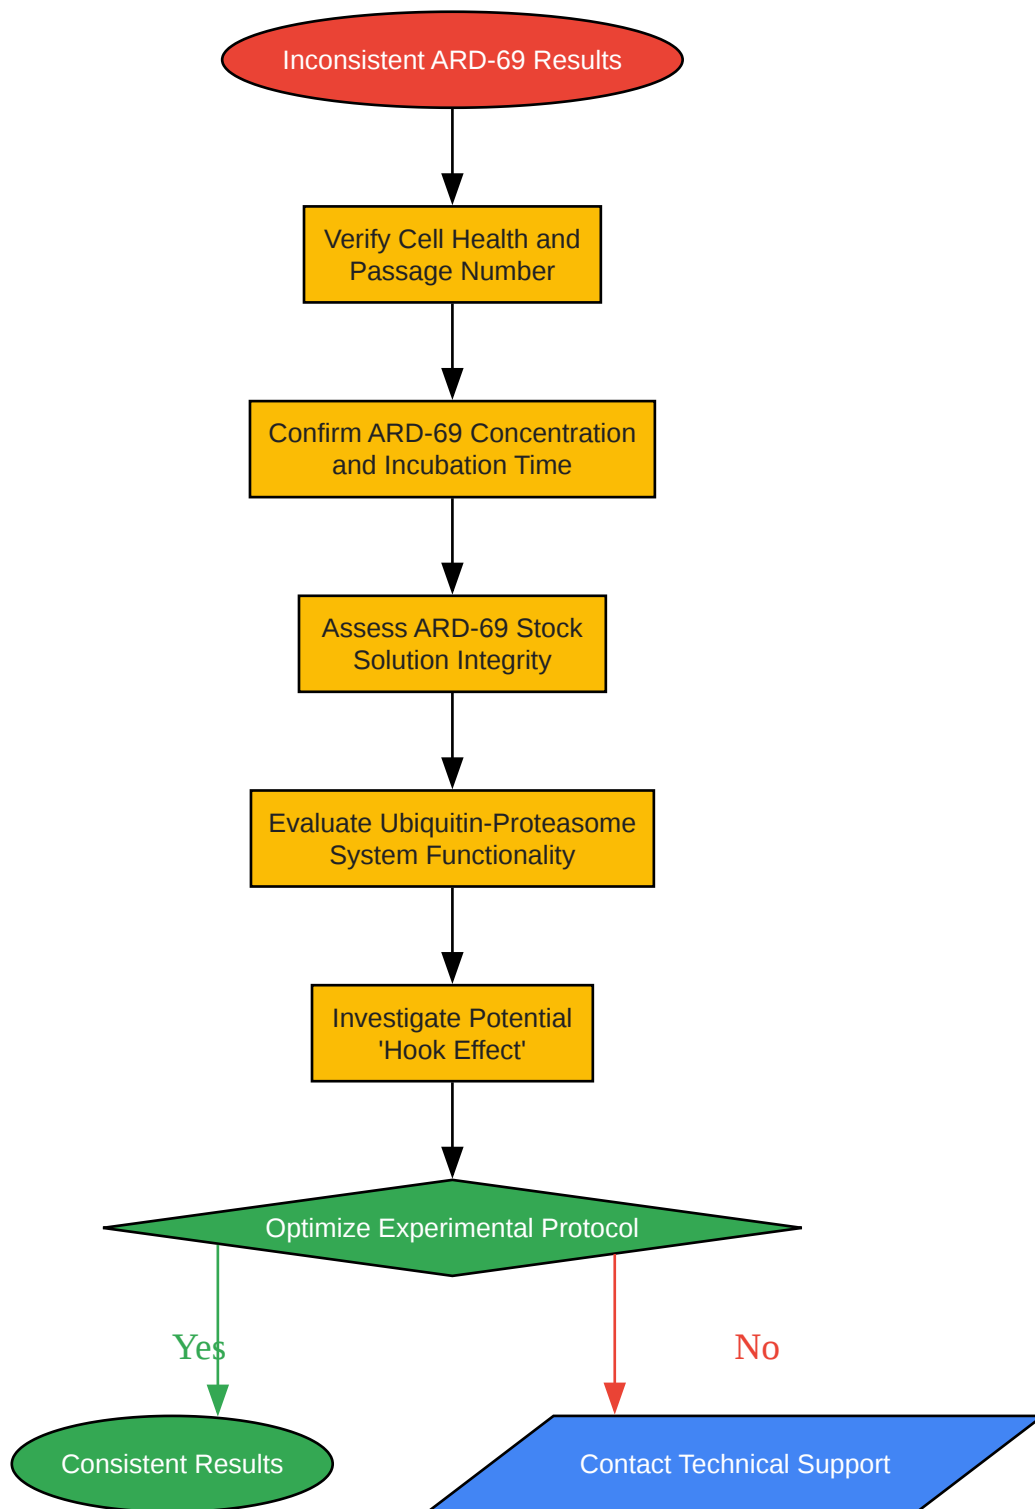 Inconsistent ARD-69 Results
Verify Cell Health and
Passage Number
Confirm ARD-69 Concentration
and Incubation Time
Assess ARD-69 Stock
Solution Integrity
Evaluate Ubiquitin-Proteasome
System Functionality
Investigate Potential
'Hook Effect'
Optimize Experimental Protocol
Yes
No
Consistent Results
Contact Technical Support